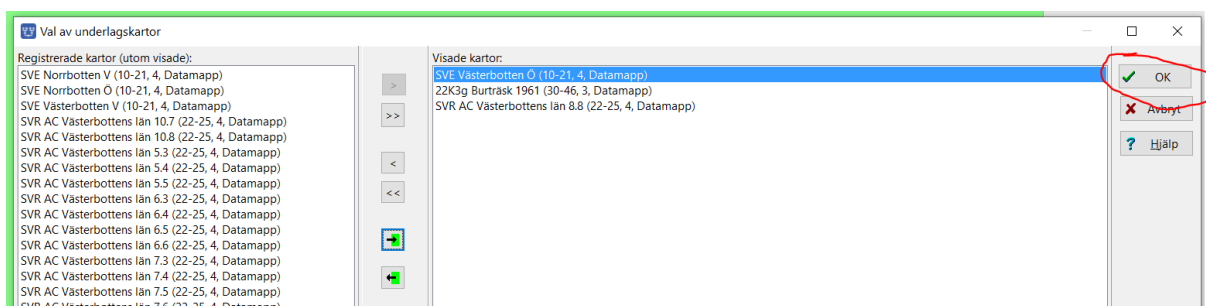 Val av underlagskartor
Registrerade kartor (utom visade):
SVE Norrbotten V (10-21, 4, Datamapp)
SVE Norrbotten Ö (10-21, 4, Datamapp)
SVE Västerbotten V (10-21, 4, Datamapp)
SVR AC Västerbottens län 10.7 (22-25, 4, Datamapp)
SVR AC Västerbottens län 10.8 (22-25, 4, Datamapp)
SVR AC Västerbottens län 5.3 (22-25, 4, Datamapp)
SVR AC Västerbottens län 5.4 (22-25, 4, Datamapp)
SVR AC Västerbottens län 5.5 (22-25, 4, Datamapp)
SVR AC Västerbottens län 6.3 (22-25, 4, Datamapp)
SVR AC Västerbottens län 6.4 (22-25, 4, Datamapp)
SVR AC Västerbottens län 6.5 (22-25, 4, Datamapp)
SVR AC Västerbottens län 6.6 (22-25, 4, Datamapp)
SVR AC Västerbottens län 7.3 (22-25, 4, Datamapp)
SVR AC Västerbottens län 7.4 (22-25, 4, Datamapp)
SVR AC Västerbottens län 7.5 (22-25, 4, Datamapp)
>
>>
<
<<
Visade kartor:
SVE Västerbotten Ö (10-21, 4, Datamapp)
22K3g Burträsk 1961 (30-46, 3, Datamapp)
SVR AC Västerbottens län 8.8 (22-25, 4, Datamapp)
OK
Avbryt
Hjälp